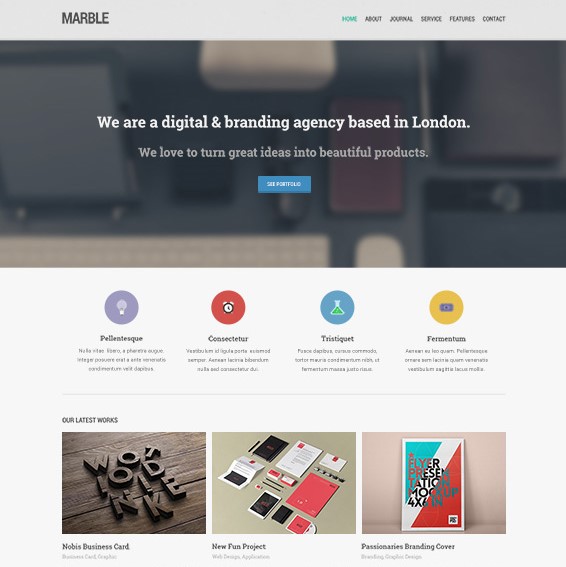 MARBLE
HOME ABOUT JOURNAL SERVICE FEATURES CONTACT
We are a digital & branding agency based in London.
We love to turn great ideas into beautiful products.
SEE PORTFOLIO
Pellentesque
Nulla vitae libero, a pharetra augue.
Integer posuere erat a ante venenatis
condimentum velit dapibus.
Consectetur
Vestibulum id ligula porta euismod
semper. Aenean lacinia bibendum
nulla sed consectetur dui.
Tristiquet
Fusce dapibus, cursus commodo,
tortor mauris condimentum nibh, ut
fermentum massa justo risus.
Fermentum
Aenean eu leo quam. Pellentesque
ornare sem lacinia quam venenatis
vestibulum sagittis lacus mollis.
OUR LATEST WORKS
FLYER
PRESEN
TATION
MOCKUP
4X6 IN
Nobis Business Card
Business Card, Graphic
New Fun Project
Web Design, Application
Passionaries Branding Cover
Branding, Graphic Design